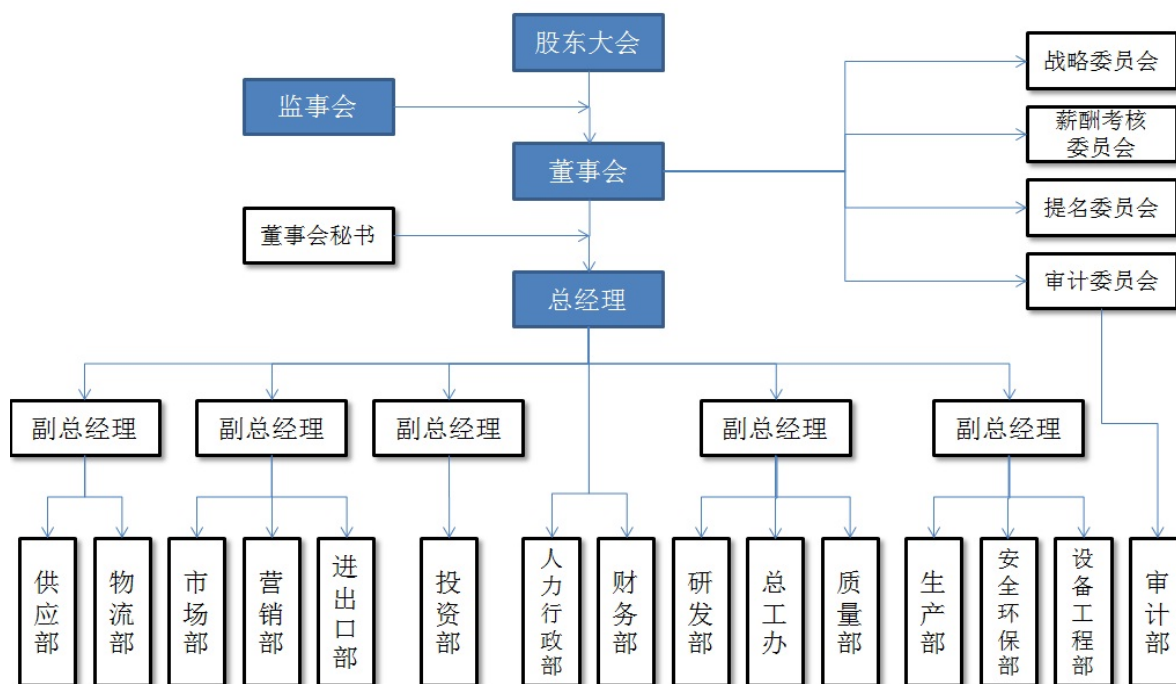 股东大会
战略委员会
监事会
薪酬考核
委员会
董事会
提名委员会
董事会秘书
审计委员会
总经理
副总经理
副总经理
副总经理
副总经理
副总经理
供应部
物流部
市场部
营销部
进出口部
投资部
人力行政部
财务部
研发部
总工办
质量部
生产部
安全环保部
设备工程部
审计部